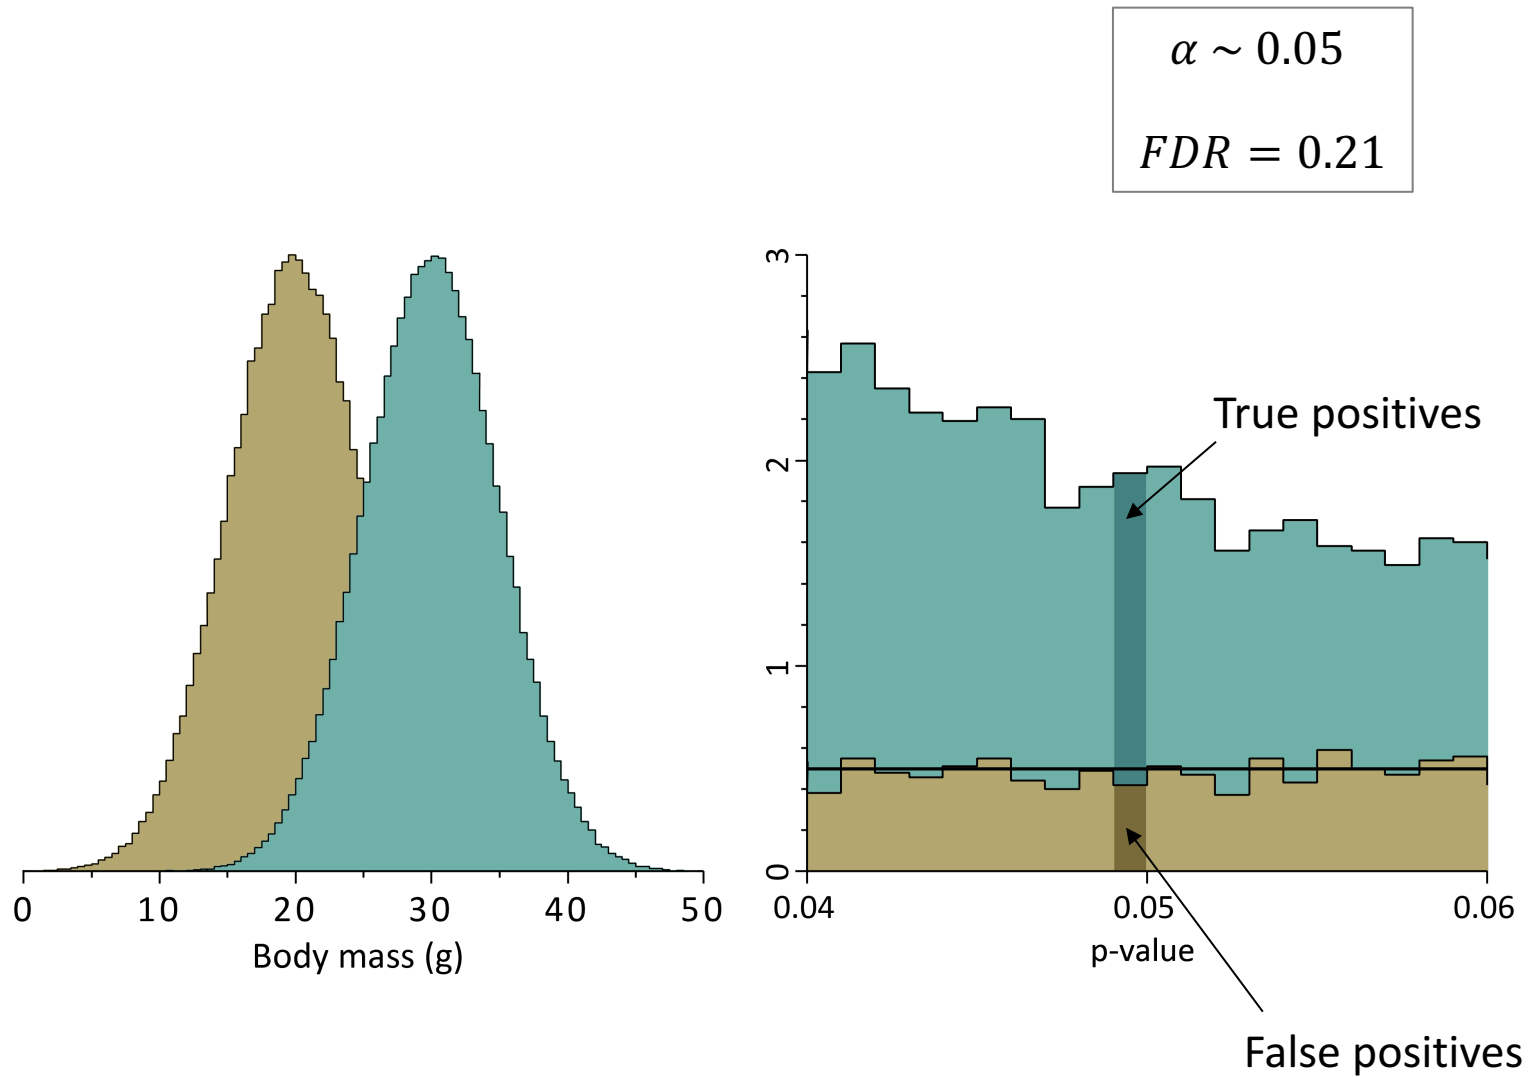 α ~ 0.05
FDR = 0.21
0 10 20 30 40 50
Body mass (g)
3
2
1
0
0.04 0.05 0.06
p-value
True positives
False positives